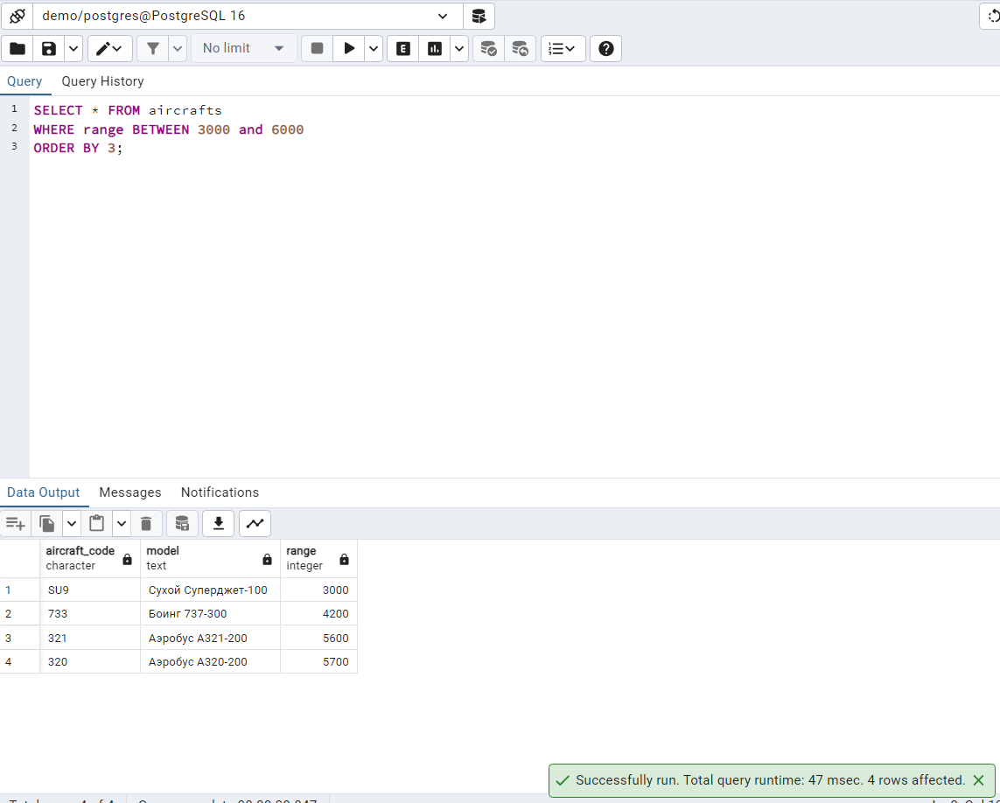 demo/postgres@PostgreSQL 16
No limit
E
Query Query History
1 SELECT * FROM aircrafts
2 WHERE range BETWEEN 3000 and 6000
3 ORDER BY 3;
Data Output Messages Notifications
aircraft_code model range
character text integer
1 SU9 Сухой Суперджет-100 3000
2 733 Боинг 737-300 4200
3 321 Аэробус A321-200 5600
4 320 Аэробус A320-200 5700
Successfully run. Total query runtime: 47 msec. 4 rows affected.